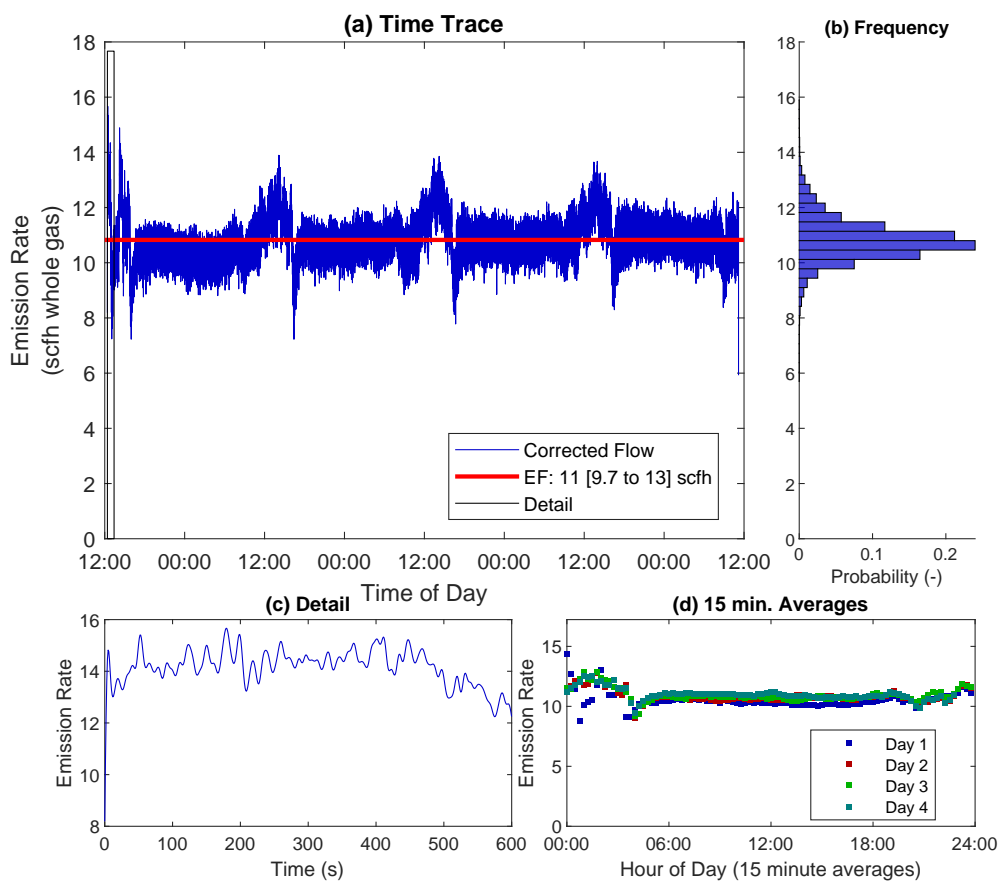 (a) Time Trace
18
16
14
12
10
8
6
4
2
0
Emission Rate
(scfh whole gas)
12:00 00:00 12:00 00:00 12:00 00:00 12:00 00:00 12:00
Time of Day
Corrected Flow
EF: 11 [9.7 to 13] scfh
Detail
(b) Frequency
18
16
14
12
10
8
6
4
2
0
0 0.1 0.2
Probability (-)
(c) Detail
16
14
12
10
8
Emission Rate
0 100 200 300 400 500 600
Time (s)
(d) 15 min. Averages
15
10
5
0
Emission Rate
00:00 06:00 12:00 18:00 24:00
Hour of Day (15 minute averages)
Day 1
Day 2
Day 3
Day 4